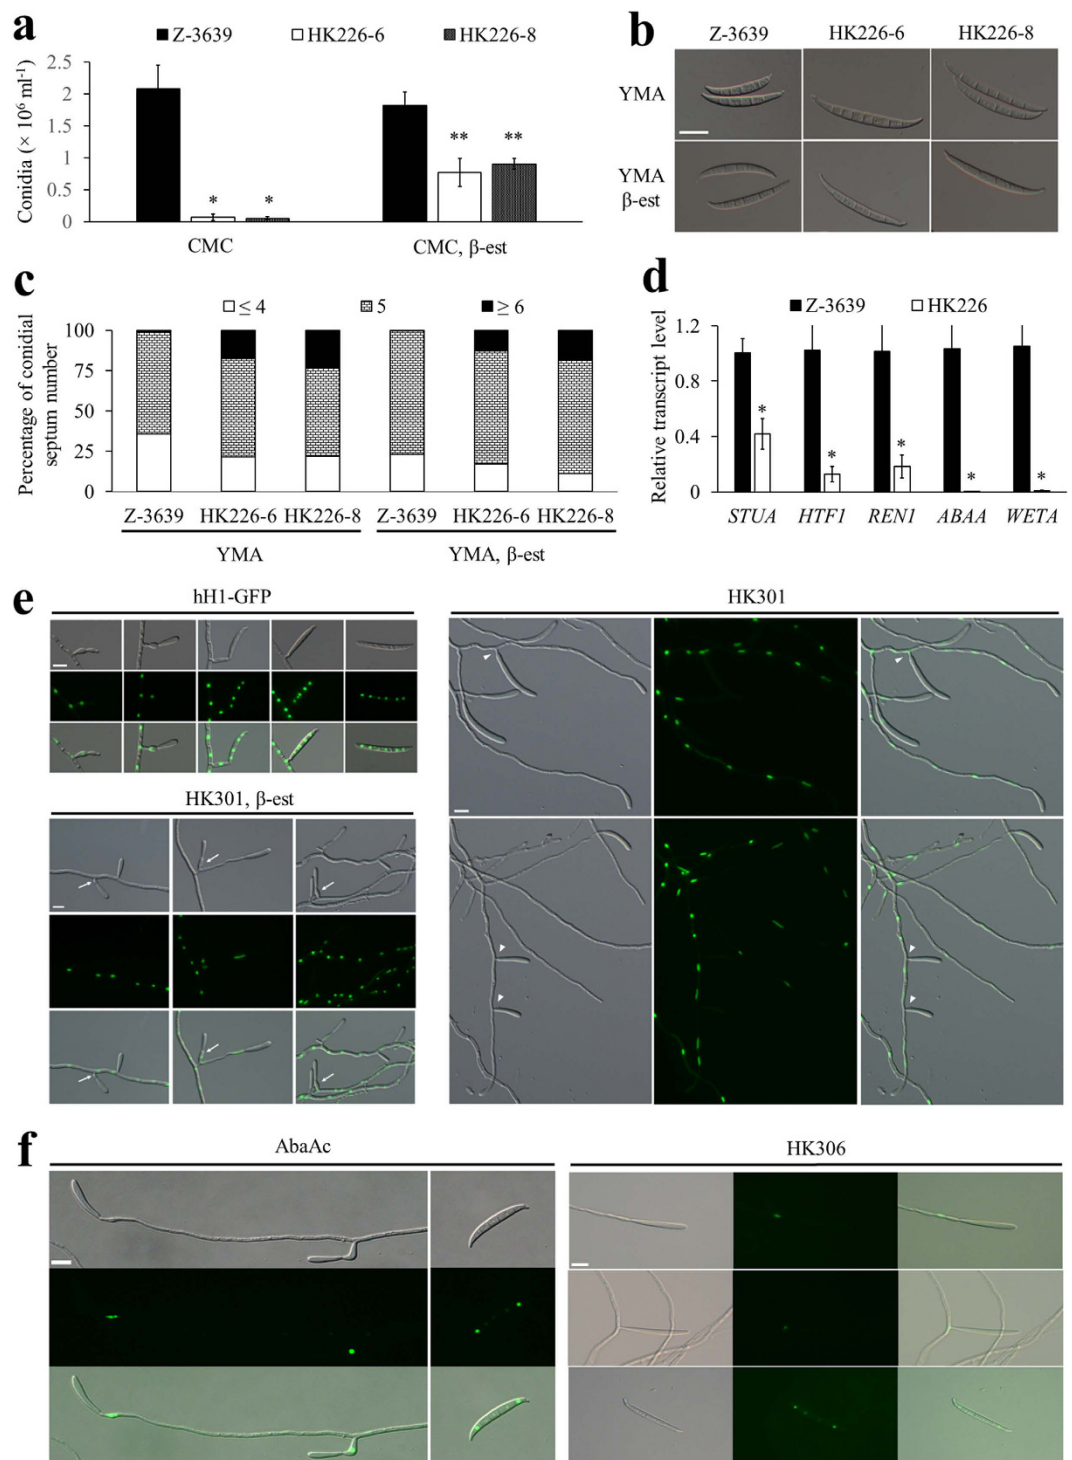 a
Z-3639 HK226-6 HK226-8
Conidia (× 10⁶ ml⁻¹)
2.5
2
1.5
1
0.5
0
* *
** **
CMC CMC, β-est
b
Z-3639 HK226-6 HK226-8
YMA
YMA
β-est
c
≤ 4 5 ≥ 6
Percentage of conidial
septum number
100
75
50
25
0
Z-3639 HK226-6 HK226-8 Z-3639 HK226-6 HK226-8
YMA YMA, β-est
d
Z-3639 HK226
Relative transcript level
1.2
0.8
0.4
0
* * * * *
STUA HTF1 REN1 ABAA WETA
e
hH1-GFP
HK301, β-est
HK301
f
AbaAc
HK306